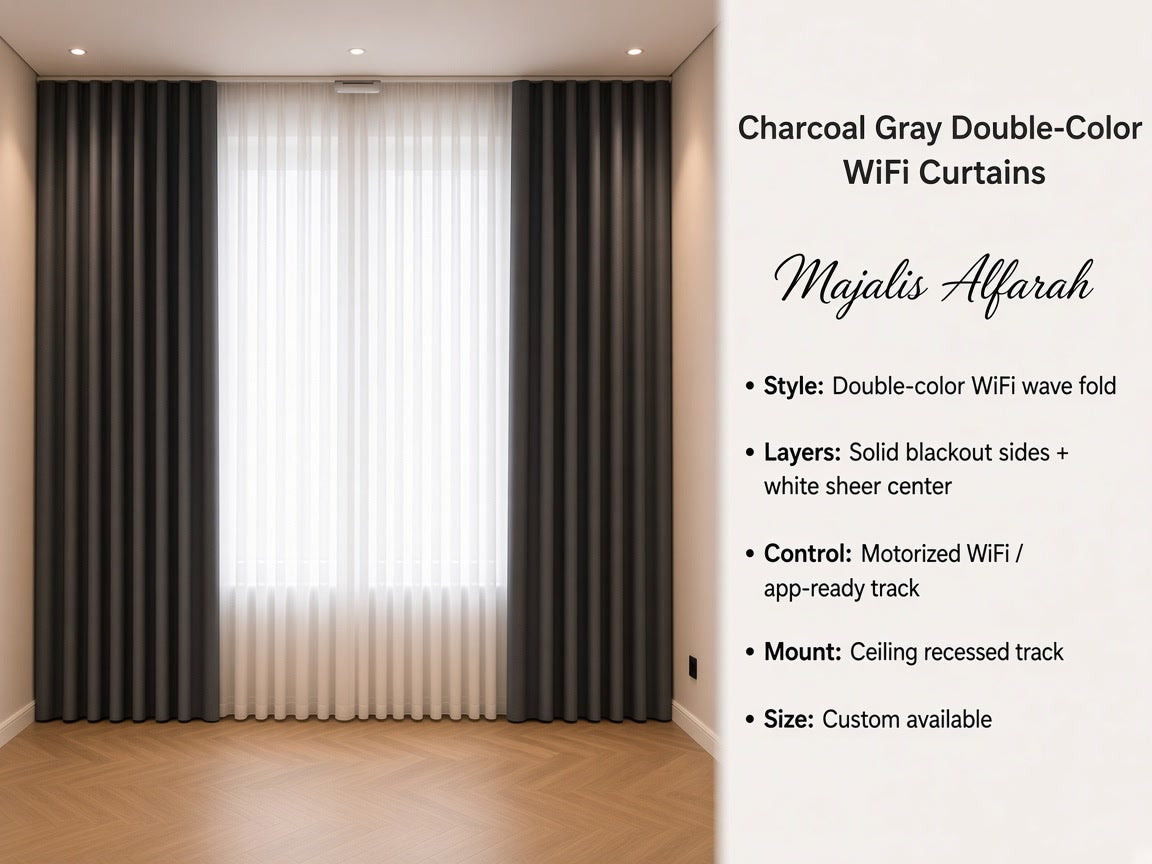 Charcoal Gray Double-Color
WiFi Curtains
Majalis Alfarah
• Style: Double-color WiFi wave fold
• Layers: Solid blackout sides +
white sheer center
• Control: Motorized WiFi /
app-ready track
• Mount: Ceiling recessed track
• Size: Custom available